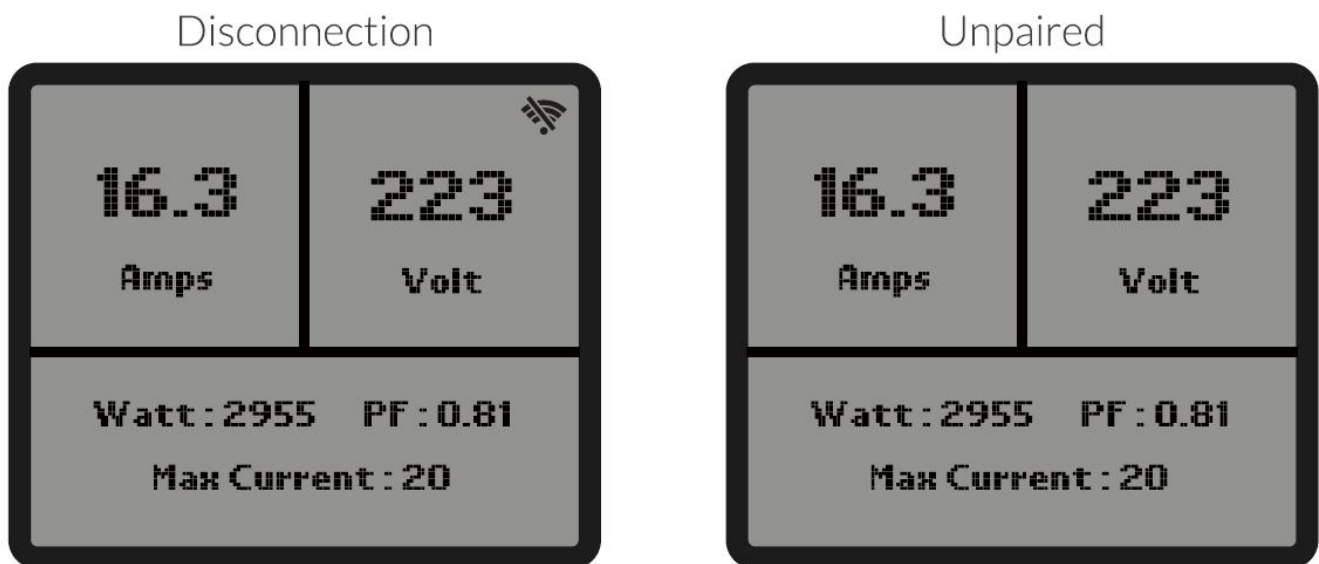 Disconnection
16.3
Amps
223
Volt
Watt : 2955 PF : 0.81
Max Current : 20
Unpaired
16.3
Amps
223
Volt
Watt : 2955 PF : 0.81
Max Current : 20